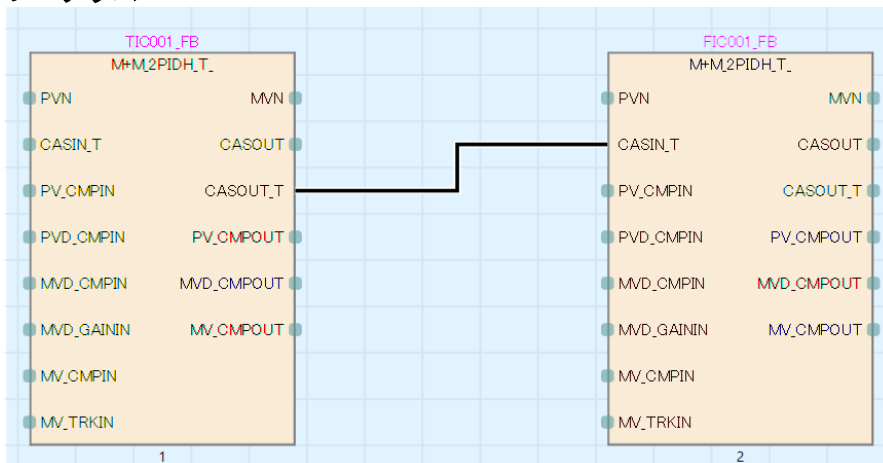 TIC001_FB
M+M_2PIDH_T_
PVN MVN
CASIN_T CASOUT
PV_CMPIN CASOUT_T
PVD_CMPIN PV_CMPOUT
MVD_CMPIN MVD_CMPOUT
MVD_GAININ MV_CMPOUT
MV_CMPIN
MV_TRKIN
1
FIC001_FB
M+M_2PIDH_T_
PVN MVN
CASIN_T CASOUT
PV_CMPIN CASOUT_T
PVD_CMPIN PV_CMPOUT
MVD_CMPIN MVD_CMPOUT
MVD_GAININ MV_CMPOUT
MV_CMPIN
MV_TRKIN
2